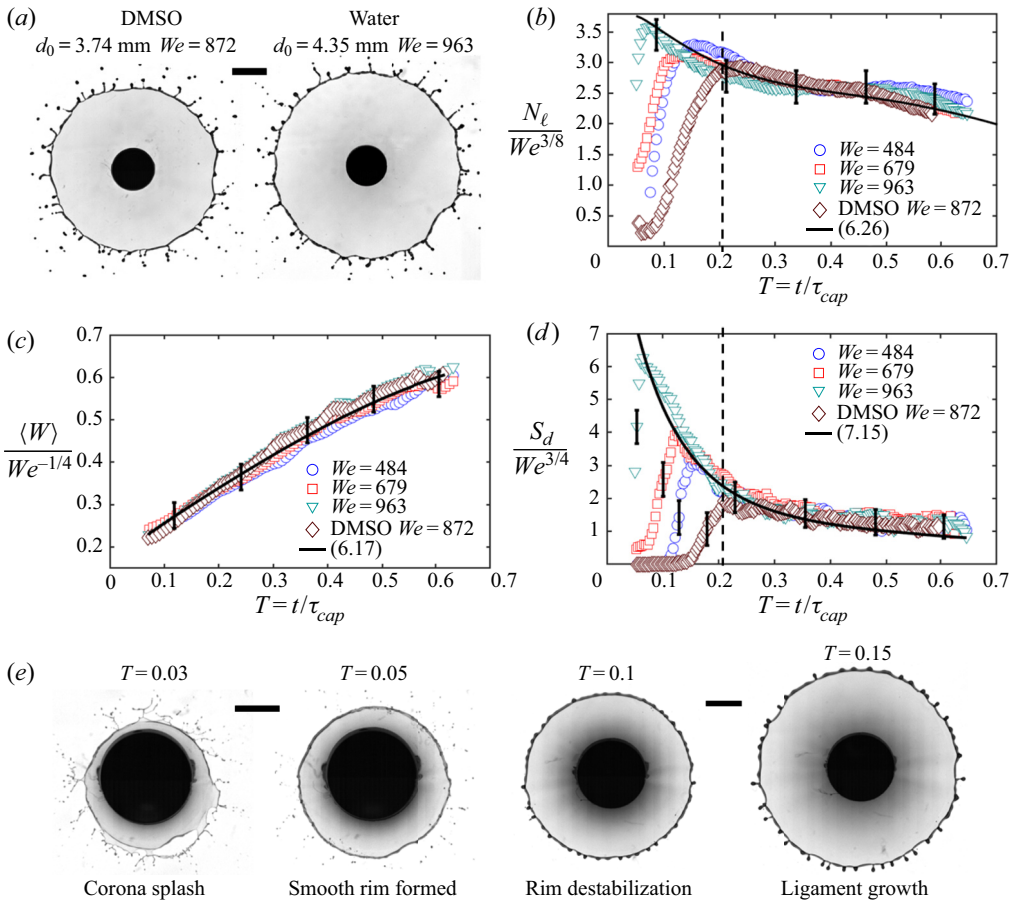 (a)
DMSO
Water
d0 = 3.74 mm We = 872
d0 = 4.35 mm We = 963
(b)
Nℓ
We^3/8
3.5
3.0
2.5
2.0
1.5
1.0
0.5
0 0.1 0.2 0.3 0.4 0.5 0.6 0.7
We = 484
We = 679
We = 963
DMSO We = 872
(6.26)
T = t/τcap
(c)
⟨W⟩
We^−1/4
0.7
0.6
0.5
0.4
0.3
0.2
0 0.1 0.2 0.3 0.4 0.5 0.6 0.7
We = 484
We = 679
We = 963
DMSO We = 872
(6.17)
T = t/τcap
(d)
Sd
We^3/4
7
6
5
4
3
2
1
0 0.1 0.2 0.3 0.4 0.5 0.6 0.7
We = 484
We = 679
We = 963
DMSO We = 872
(7.15)
T = t/τcap
(e)
T = 0.03
T = 0.05
T = 0.1
T = 0.15
Corona splash
Smooth rim formed
Rim destabilization
Ligament growth